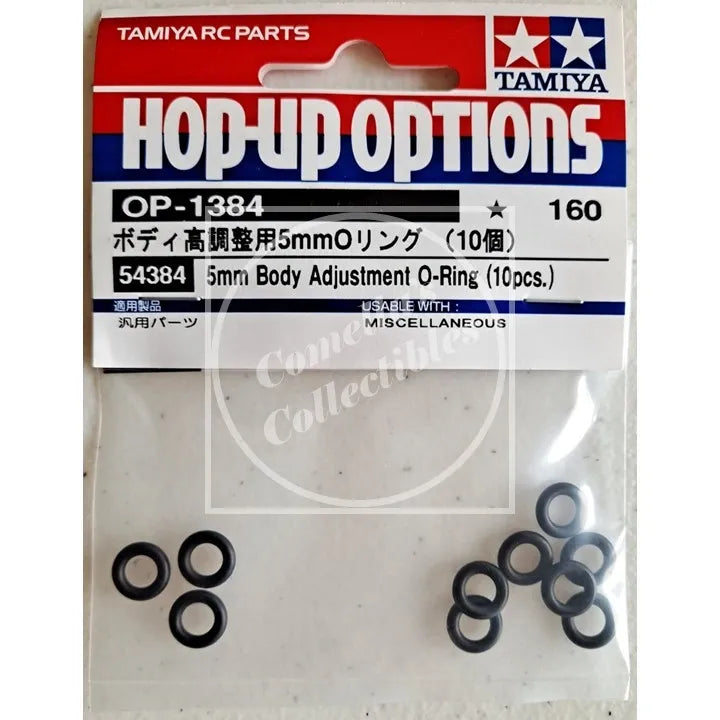 TAMIYA RC PARTS
TAMIYA
HOP-UP OPTIONS
OP-1384 ★ 160
ボディ高調整用5mmOリング (10個)
54384 5mm Body Adjustment O-Ring (10pcs.)
適用製品 USABLE WITH :
汎用パーツ MISCELLANEOUS
Collectibles